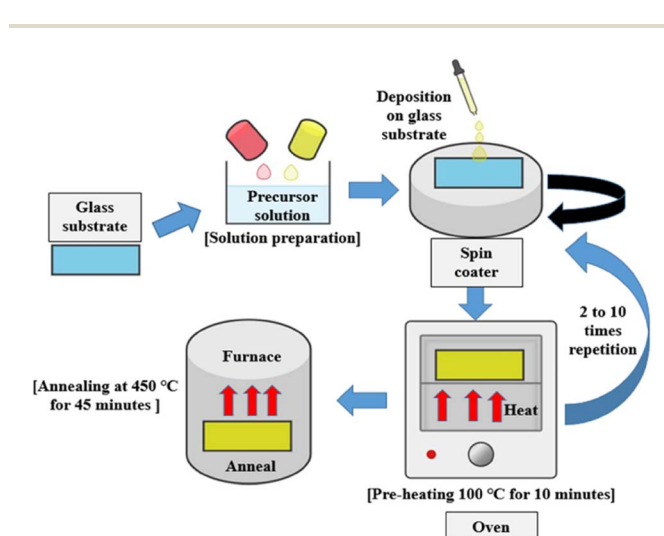 Deposition
on glass
substrate
Glass
substrate
Precursor
solution
[Solution preparation]
Spin
coater
2 to 10
times
repetition
Furnace
[Annealing at 450 °C
for 45 minutes ]
Heat
Anneal
[Pre-heating 100 °C for 10 minutes]
Oven